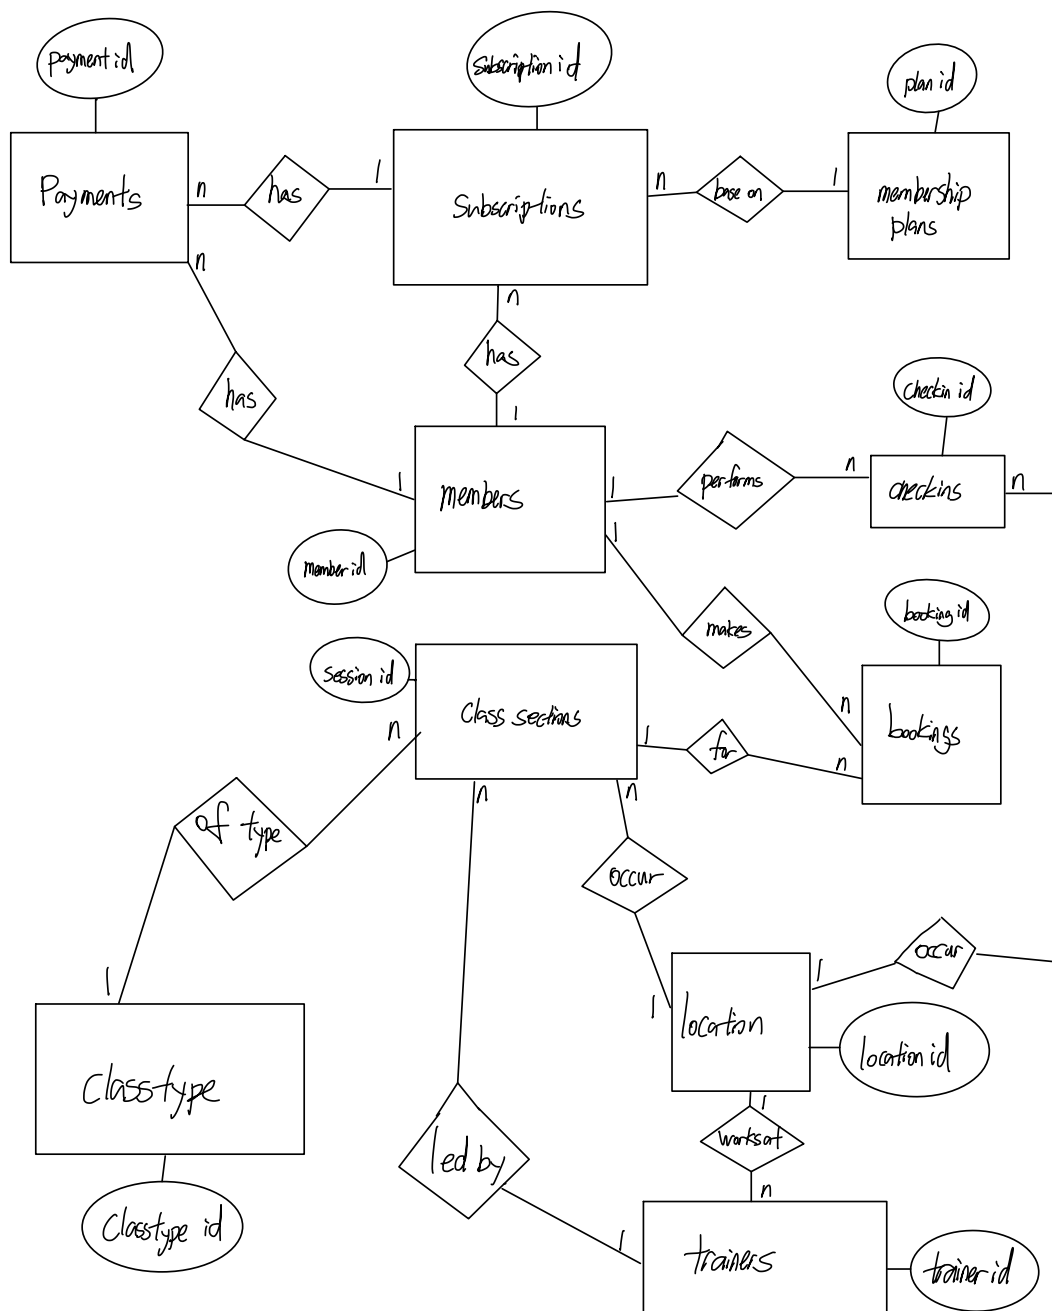 payment id
Subscription id
plan id
Payments
n
has
1
Subscriptions
n
base on
1
membership
plans
n
n
has
has
1
1
members
1
performs
n
checkin id
checkins
n
member id
1
makes
n
booking id
bookings
session id
Class sections
n
1
for
n
of type
1
Classtype
Classtype id
n
led by
1
n
occur
1
location
1
occur
location id
1
works at
n
trainers
trainer id